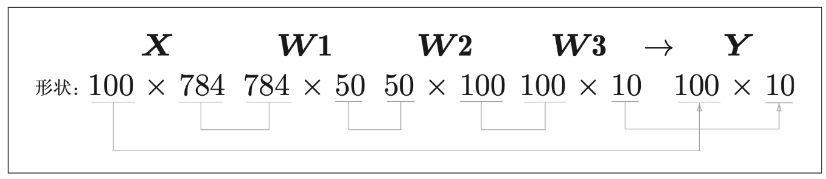 X W1 W2 W3 → Y
形状: 100 × 784 784 × 50 50 × 100 100 × 10 100 × 10